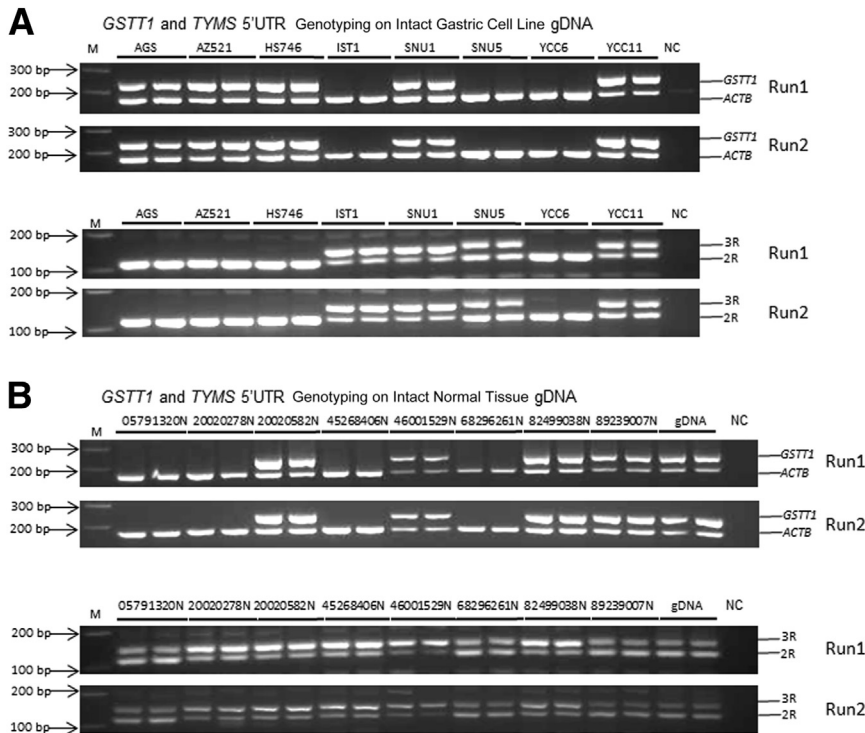 A
GSTT1 and TYMS 5'UTR Genotyping on Intact Gastric Cell Line gDNA
M AGS AZ521 HS746 IST1 SNU1 SNU5 YCC6 YCC11 NC
300 bp
200 bp
GSTT1
ACTB
Run1
300 bp
200 bp
GSTT1
ACTB
Run2
M AGS AZ521 HS746 IST1 SNU1 SNU5 YCC6 YCC11 NC
200 bp
100 bp
3R
2R
Run1
200 bp
100 bp
3R
2R
Run2
B
GSTT1 and TYMS 5'UTR Genotyping on Intact Normal Tissue gDNA
M 05791320N 20020278N 20020582N 45268406N 46001529N 68296261N 82499038N 89239007N gDNA NC
300 bp
200 bp
GSTT1
ACTB
Run1
300 bp
200 bp
GSTT1
ACTB
Run2
M 05791320N 20020278N 20020582N 45268406N 46001529N 68296261N 82499038N 89239007N gDNA NC
200 bp
100 bp
3R
2R
Run1
200 bp
100 bp
3R
2R
Run2